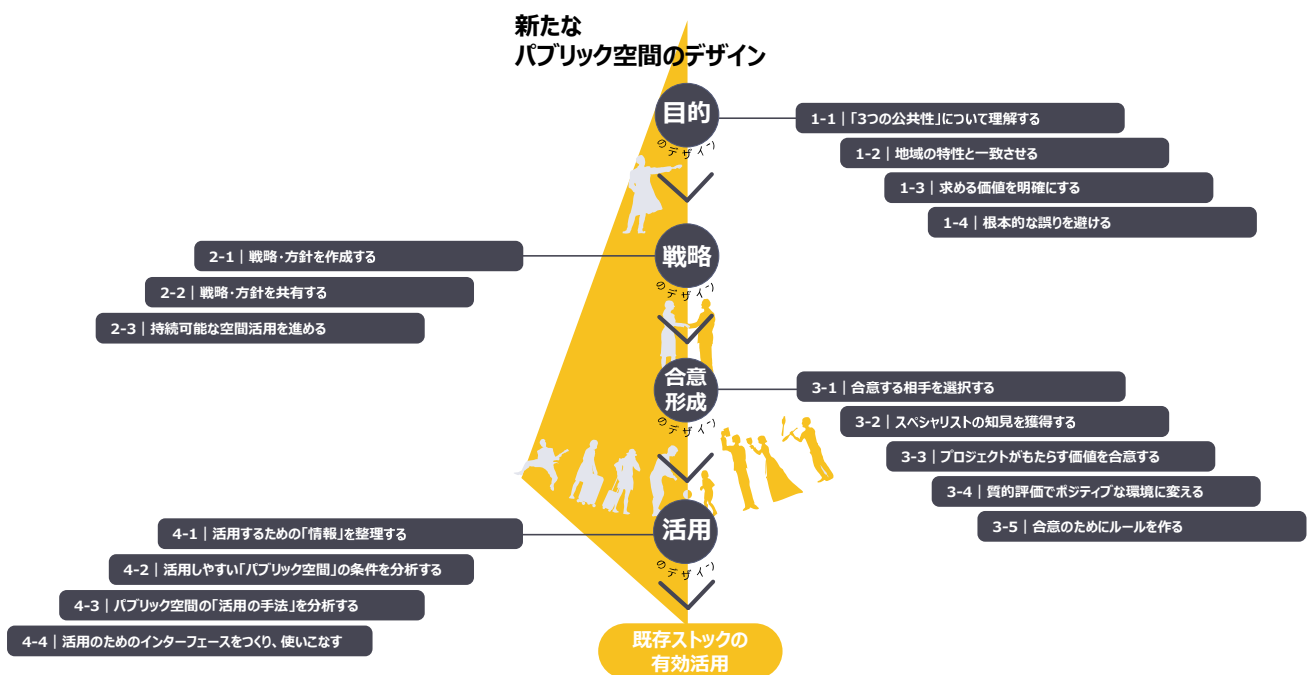 新たな
パブリック空間のデザイン
目的
のデザイン
1-1｜「3つの公共性」について理解する
1-2｜地域の特性と一致させる
1-3｜求める価値を明確にする
1-4｜根本的な誤りを避ける
戦略
のデザイン
2-1｜戦略・方針を作成する
2-2｜戦略・方針を共有する
2-3｜持続可能な空間活用を進める
合意
形成
のデザイン
3-1｜合意する相手を選択する
3-2｜スペシャリストの知見を獲得する
3-3｜プロジェクトがもたらす価値を合意する
3-4｜質的評価でポジティブな環境に変える
3-5｜合意のためにルールを作る
活用
のデザイン
4-1｜活用するための「情報」を整理する
4-2｜活用しやすい「パブリック空間」の条件を分析する
4-3｜パブリック空間の「活用の手法」を分析する
4-4｜活用のためのインターフェースをつくり、使いこなす
既存ストックの
有効活用